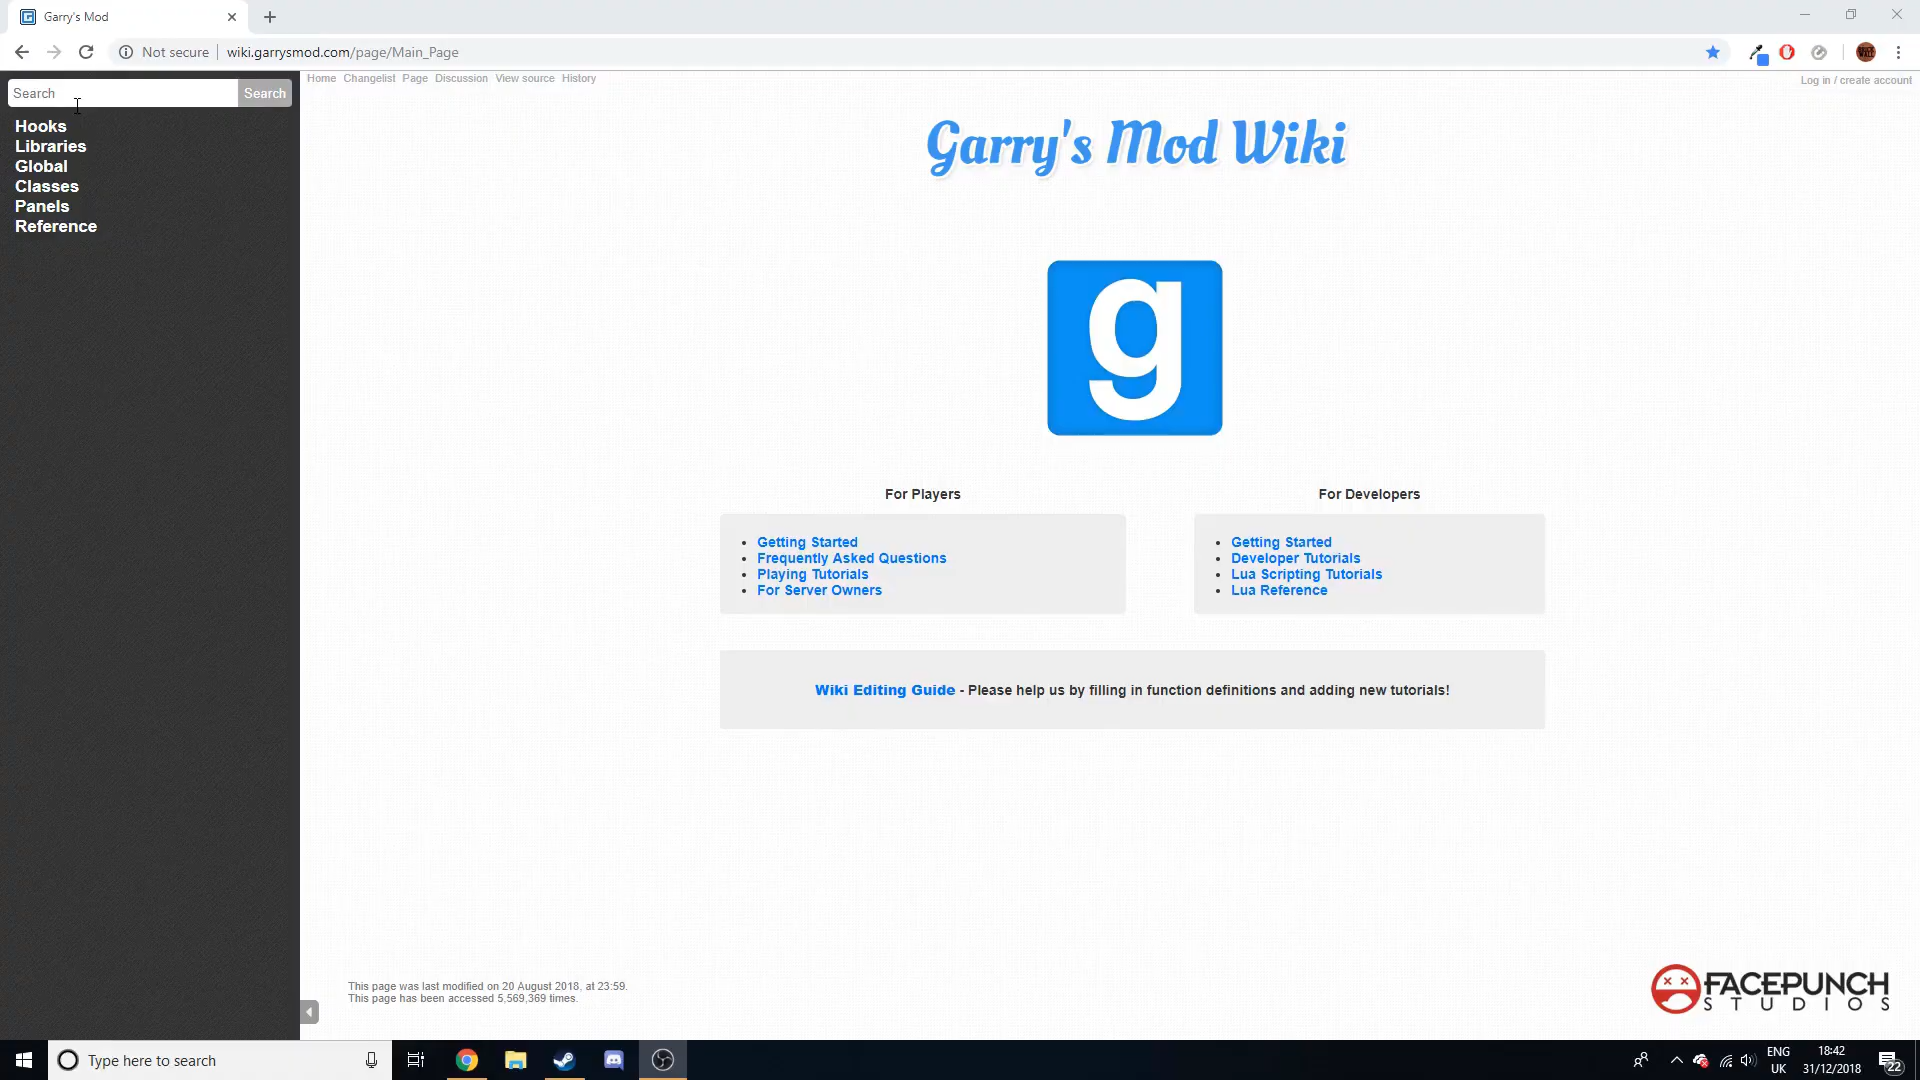 Garry's Mod
Not secure
wiki.garrysmod.com/page/Main_Page
Search
Search
Home Changelist Page Discussion View source History
Log in / create account
Hooks
Libraries
Global
Classes
Panels
Reference
Garry's Mod Wiki
g
For Players
Getting Started
Frequently Asked Questions
Playing Tutorials
For Server Owners
For Developers
Getting Started
Developer Tutorials
Lua Scripting Tutorials
Lua Reference
Wiki Editing Guide - Please help us by filling in function definitions and adding new tutorials!
This page was last modified on 20 August 2018, at 23:59.
This page has been accessed 5,569,369 times.
FACEPUNCH
STUDIOS
Type here to search
ENG
UK
18:42
31/12/2018
22